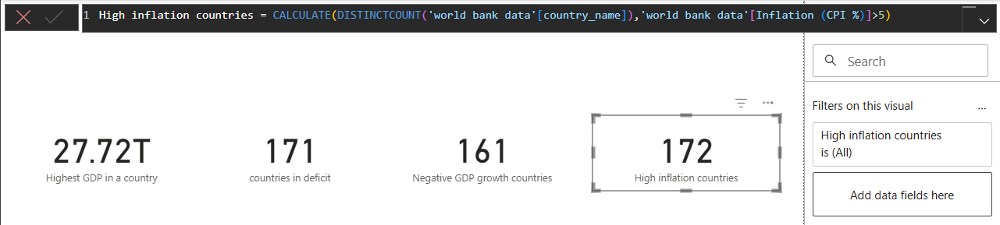 1 High inflation countries = CALCULATE(DISTINCTCOUNT('world bank data'[country_name]),'world bank data'[Inflation (CPI %)]>5)
Search
Filters on this visual ...
High inflation countries
is (All)
Add data fields here
27.72T
Highest GDP in a country
171
countries in deficit
161
Negative GDP growth countries
172
High inflation countries